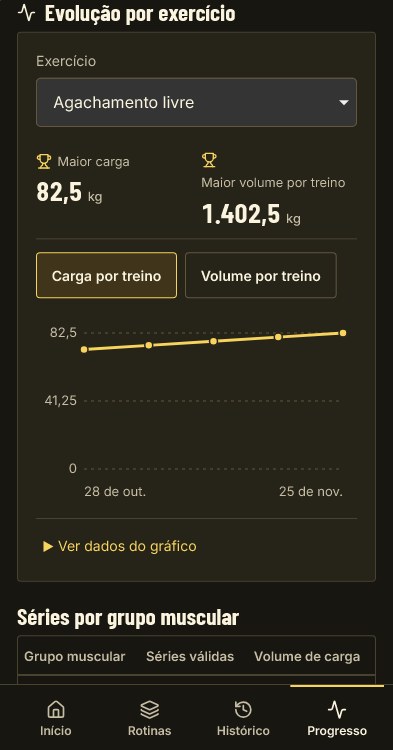 Evolução por exercício
Exercício
Agachamento livre
Maior carga
82,5 kg
Maior volume por treino
1.402,5 kg
Carga por treino
Volume por treino
82,5
41,25
0
28 de out.
25 de nov.
Ver dados do gráfico
Séries por grupo muscular
Grupo muscular
Séries válidas
Volume de carga
Início
Rotinas
Histórico
Progresso